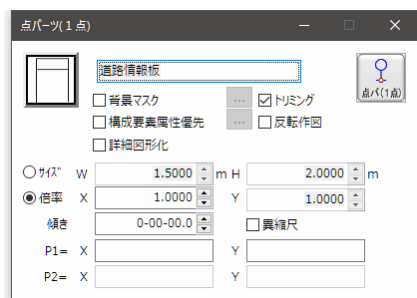 点パーツ(1点)
道路情報板
背景マスク ... トリミング
構成要素属性優先 ... 反転作図
詳細図形化
点パ(1点)
サイズ W 1.5000 m H 2.0000 m
倍率 X 1.0000 Y 1.0000
傾き 0-00-00.0 異縮尺
P1= X Y
P2= X Y